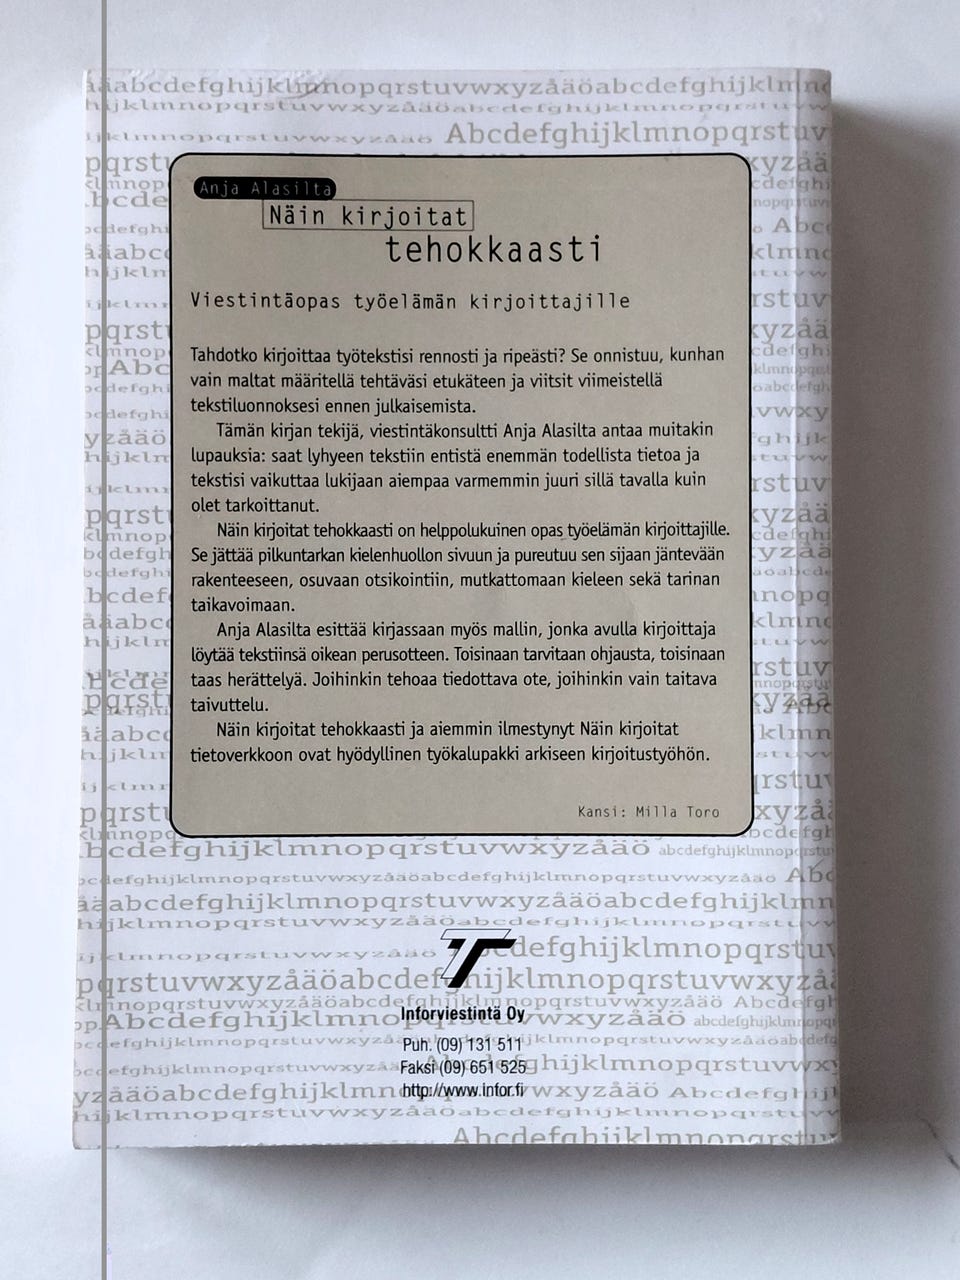 Anja Alasilta
Näin kirjoitat
tehokkaasti
Viestintäopas työelämän kirjoittajille
Tahdotko kirjoittaa työtekstisi rennosti ja ripeästi? Se onnistuu, kunhan
vain maltat määritellä tehtäväsi etukäteen ja viitsit viimeistellä
tekstiluonnoksesi ennen julkaisemista.
Tämän kirjan tekijä, viestintäkonsultti Anja Alasilta antaa muitakin
lupauksia: saat lyhyeen tekstiin entistä enemmän todellista tietoa ja
tekstisi vaikuttaa lukijaan aiempaa varmemmin juuri sillä tavalla kuin
olet tarkoittanut.
Näin kirjoitat tehokkaasti on helppolukuinen opas työelämän kirjoittajille.
Se jättää pilkuntarkan kielenhuollon sivuun ja pureutuu sen sijaan jäntevään
rakenteeseen, osuvaan otsikointiin, mutkattomaan kieleen sekä tarinan
taikavoimaan.
Anja Alasilta esittää kirjassaan myös mallin, jonka avulla kirjoittaja
löytää tekstiinsä oikean perusotteen. Toisinaan tarvitaan ohjausta, toisinaan
taas herättelyä. Joihinkin tehoaa tiedottava ote, joihinkin vain taitava
taivuttelu.
Näin kirjoitat tehokkaasti ja aiemmin ilmestynyt Näin kirjoitat
tietoverkkoon ovat hyödyllinen työkalupakki arkiseen kirjoitustyöhön.
Kansi: Milla Toro
Inforviestintä Oy
Puh. (09) 131 511
Faksi (09) 651 525
http://www.infor.fi